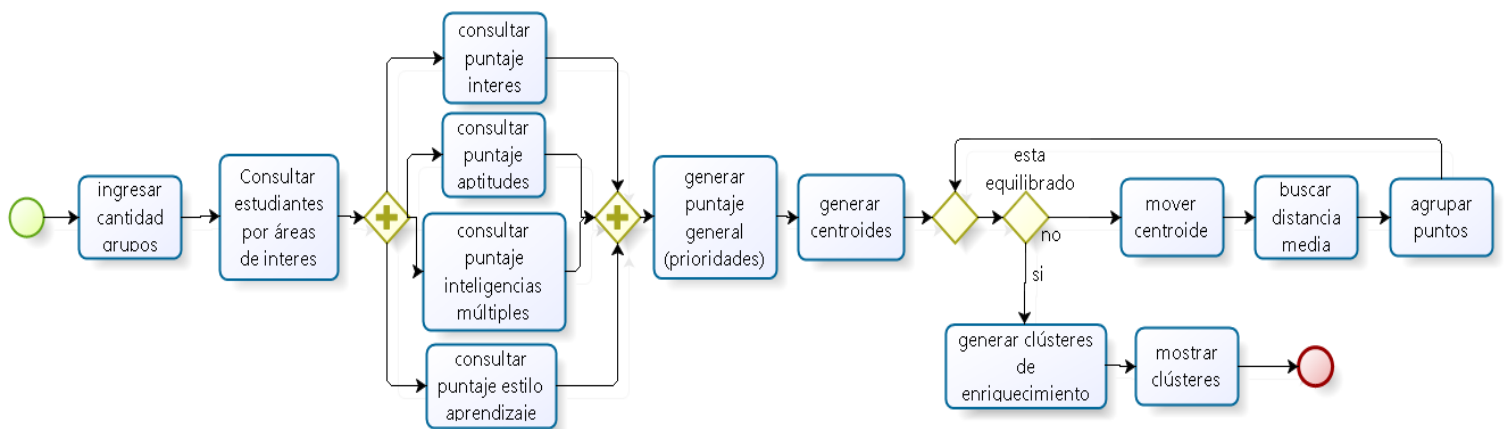 ingresar
cantidad
grupos
Consultar
estudiantes
por áreas
de interes
consultar
puntaje
interes
consultar
puntaje
aptitudes
consultar
puntaje
inteligencias
múltiples
consultar
puntaje estilo
aprendizaje
generar
puntaje
general
(prioridades)
generar
centroides
esta
equilibrado
no
si
mover
centroide
buscar
distancia
media
agrupar
puntos
generar clústeres
de
enriquecimiento
mostrar
clústeres